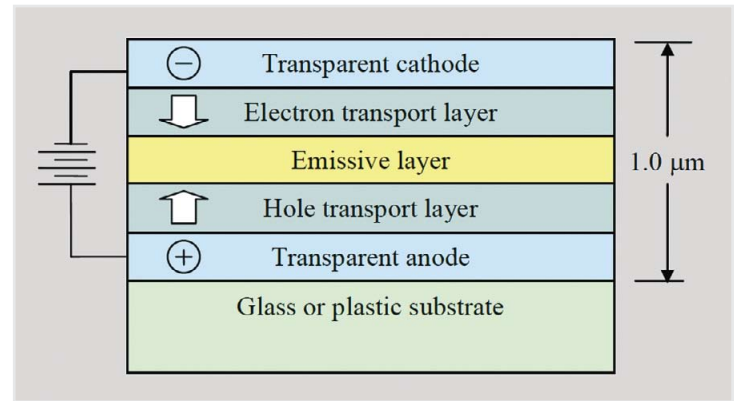 − Transparent cathode
Electron transport layer
Emissive layer
1.0 μm
Hole transport layer
+ Transparent anode
Glass or plastic substrate